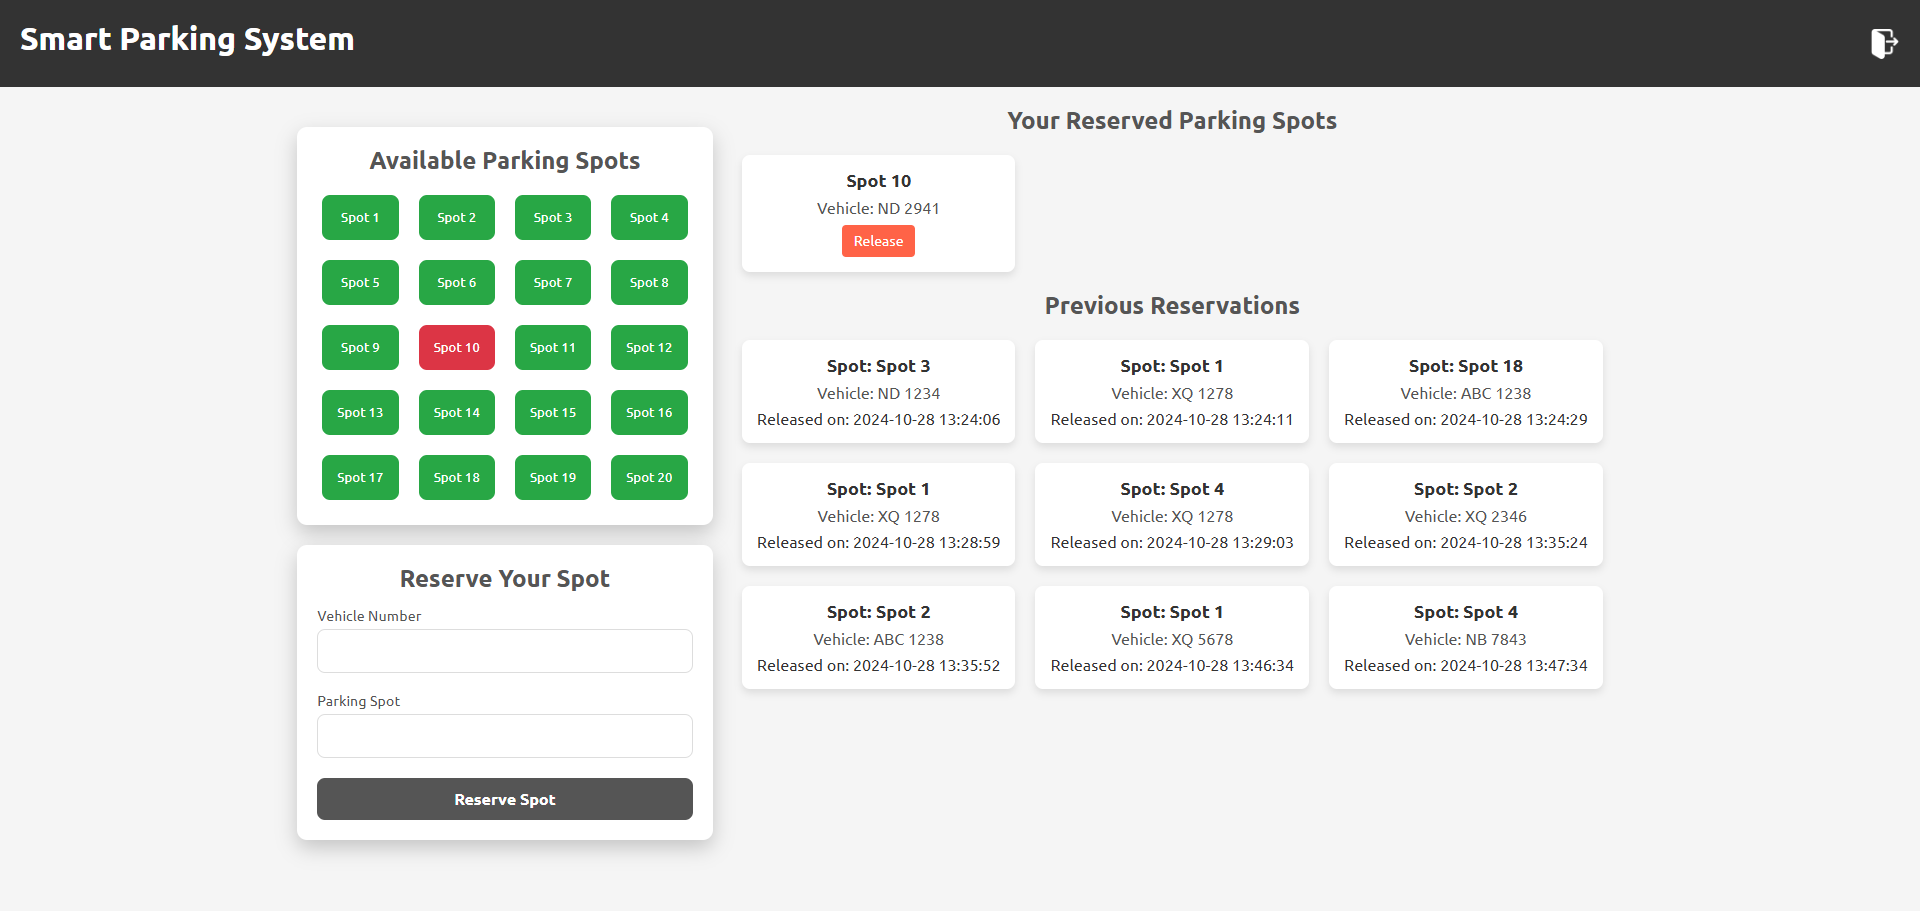 Smart Parking System
Available Parking Spots
Spot 1
Spot 2
Spot 3
Spot 4
Spot 5
Spot 6
Spot 7
Spot 8
Spot 9
Spot 10
Spot 11
Spot 12
Spot 13
Spot 14
Spot 15
Spot 16
Spot 17
Spot 18
Spot 19
Spot 20
Reserve Your Spot
Vehicle Number
Parking Spot
Reserve Spot
Your Reserved Parking Spots
Spot 10
Vehicle: ND 2941
Release
Previous Reservations
Spot: Spot 3
Vehicle: ND 1234
Released on: 2024-10-28 13:24:06
Spot: Spot 1
Vehicle: XQ 1278
Released on: 2024-10-28 13:24:11
Spot: Spot 18
Vehicle: ABC 1238
Released on: 2024-10-28 13:24:29
Spot: Spot 1
Vehicle: XQ 1278
Released on: 2024-10-28 13:28:59
Spot: Spot 4
Vehicle: XQ 1278
Released on: 2024-10-28 13:29:03
Spot: Spot 2
Vehicle: XQ 2346
Released on: 2024-10-28 13:35:24
Spot: Spot 2
Vehicle: ABC 1238
Released on: 2024-10-28 13:35:52
Spot: Spot 1
Vehicle: XQ 5678
Released on: 2024-10-28 13:46:34
Spot: Spot 4
Vehicle: NB 7843
Released on: 2024-10-28 13:47:34